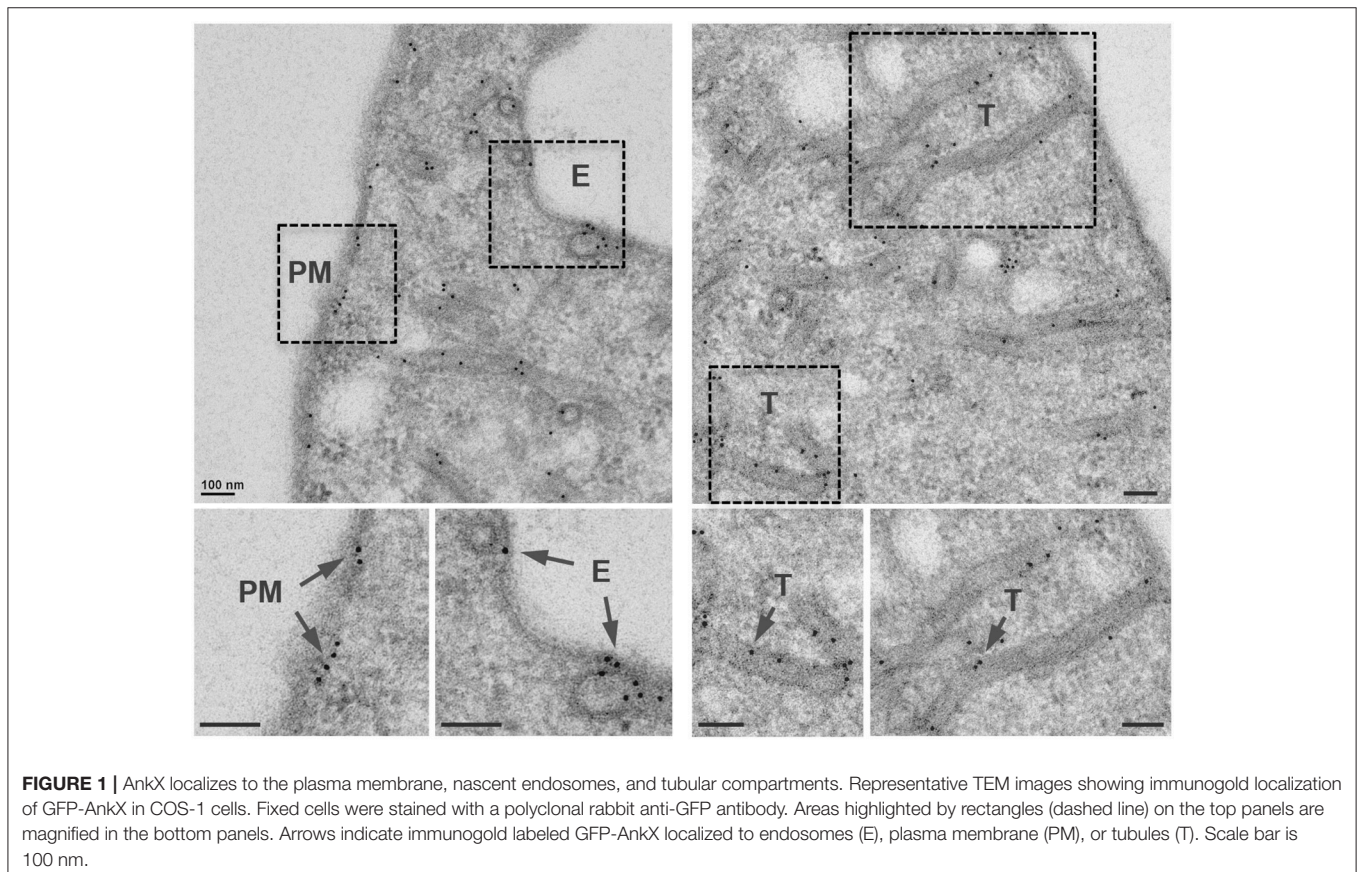 E
PM
100 nm
T
T
PM
E
T
T
FIGURE 1 | AnkX localizes to the plasma membrane, nascent endosomes, and tubular compartments. Representative TEM images showing immunogold localization
of GFP-AnkX in COS-1 cells. Fixed cells were stained with a polyclonal rabbit anti-GFP antibody. Areas highlighted by rectangles (dashed line) on the top panels are
magnified in the bottom panels. Arrows indicate immunogold labeled GFP-AnkX localized to endosomes (E), plasma membrane (PM), or tubules (T). Scale bar is
100 nm.